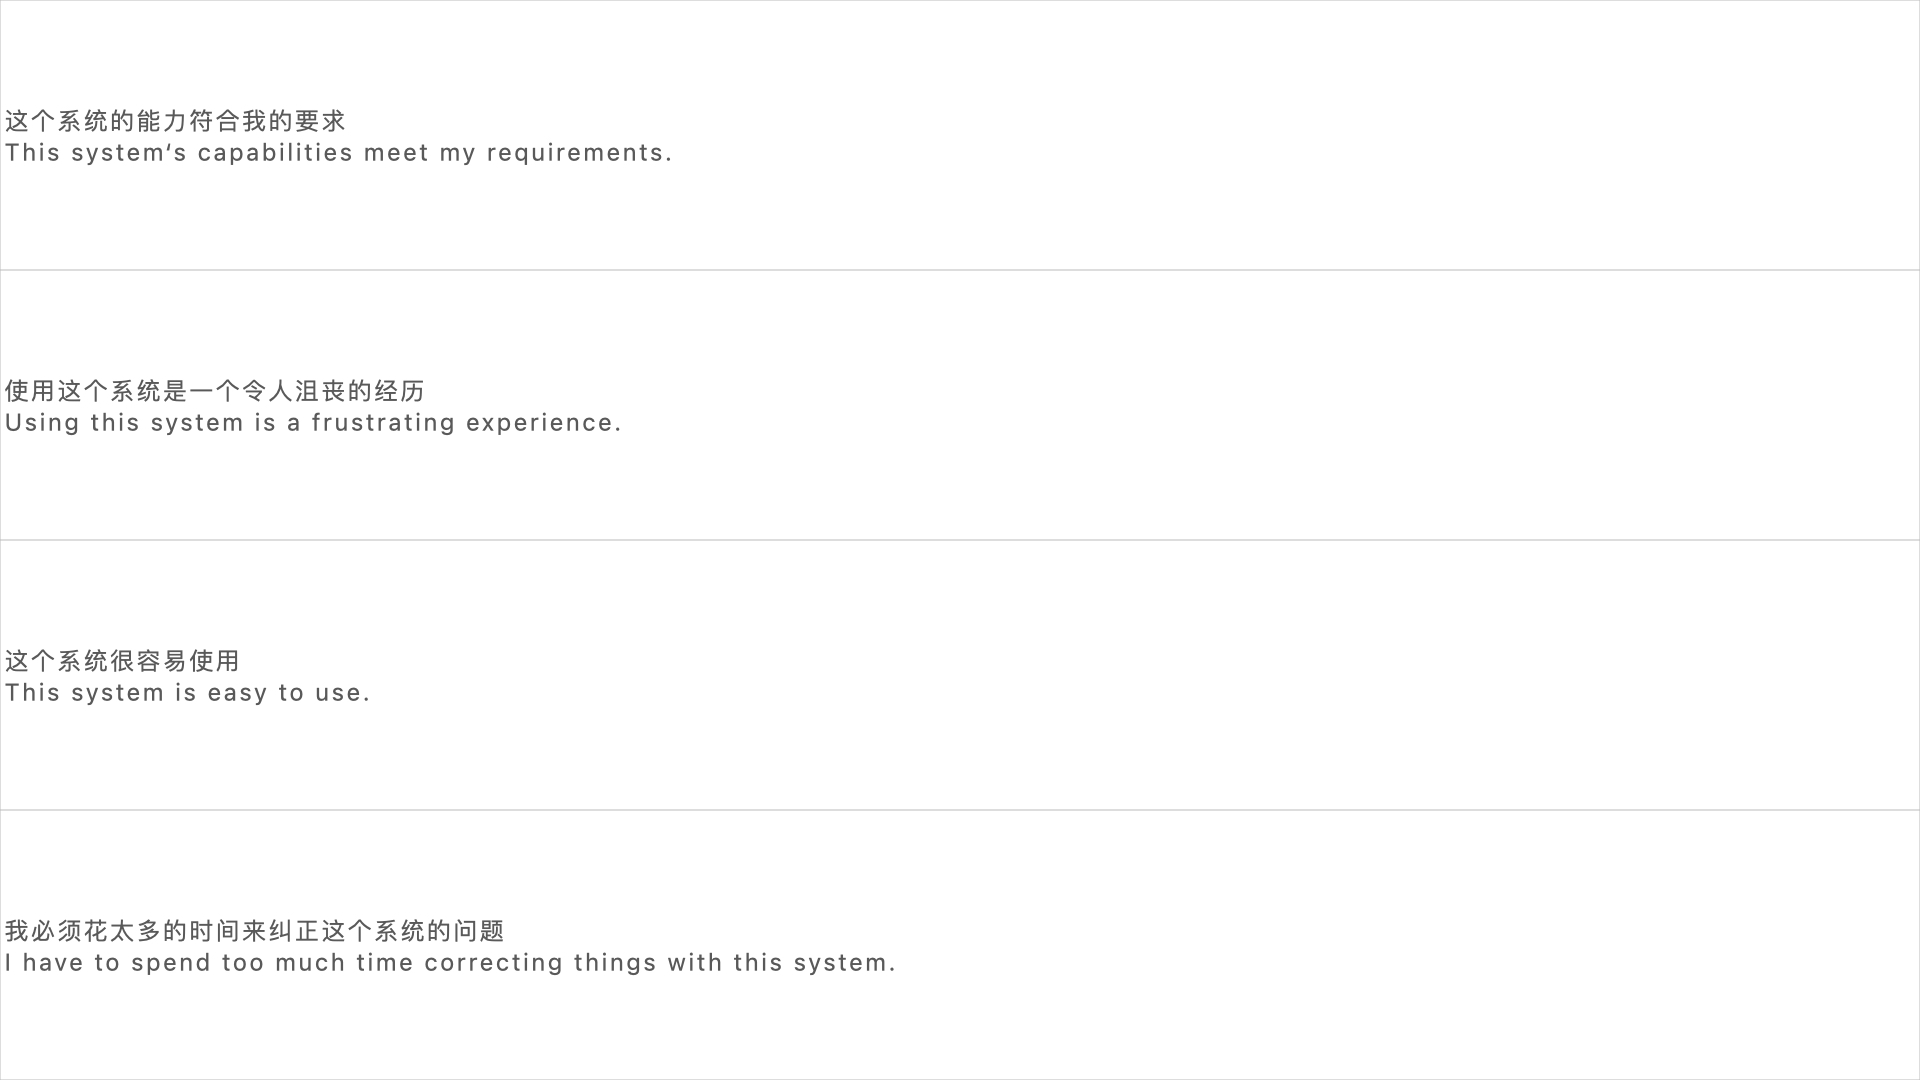 这个系统的能力符合我的要求
This system‘s capabilities meet my requirements.
使用这个系统是一个令人沮丧的经历
Using this system is a frustrating experience.
这个系统很容易使用
This system is easy to use.
我必须花太多的时间来纠正这个系统的问题
I have to spend too much time correcting things with this system.